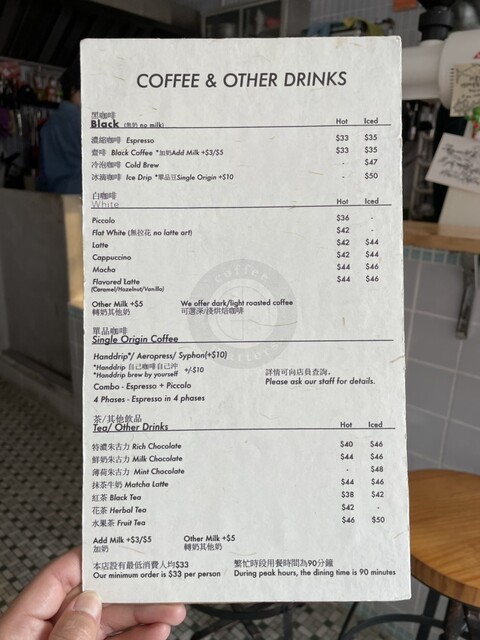 COFFEE & OTHER DRINKS
黑咖啡
Black (無奶 no milk) Hot Iced
濃縮咖啡 Espresso $33 $35
齋啡 Black Coffee *加奶Add Milk +$3/$5 $33 $35
冷泡咖啡 Cold Brew - $47
冰滴咖啡 Ice Drip *單品豆Single Origin +$10 - $50
白咖啡
White Hot Iced
Piccolo $36 -
Flat White (無拉花 no latte art) $42 -
Latte $42 $44
Cappuccino $42 $44
Mocha $44 $46
Flavored Latte $44 $46
(Caramel/Hazelnut/Vanilla)
Other Milk +$5 We offer dark/light roasted coffee
轉奶其他奶 可選深/淺烘焙咖啡
單品咖啡
Single Origin Coffee
Handdrip*/ Aeropress/ Syphon(+$10)
*Handdrip 自己咖啡自己沖
*Handdrip brew by yourself +/-$10
詳情可向店員查詢。
Please ask our staff for details.
Combo - Espresso + Piccolo
4 Phases - Espresso in 4 phases
茶/其他飲品
Tea/ Other Drinks Hot Iced
特濃朱古力 Rich Chocolate $40 $46
鮮奶朱古力 Milk Chocolate $44 $46
薄荷朱古力 Mint Chocolate - $48
抹茶牛奶 Matcha Latte $44 $46
紅茶 Black Tea $38 $42
花茶 Herbal Tea $42 -
水果茶 Fruit Tea $46 $50
Add Milk +$3/$5 Other Milk +$5
加奶 轉奶其他奶
本店設有最低消費人均$33 繁忙時段用餐時間為90分鐘
Our minimum order is $33 per person During peak hours, the dining time is 90 minutes